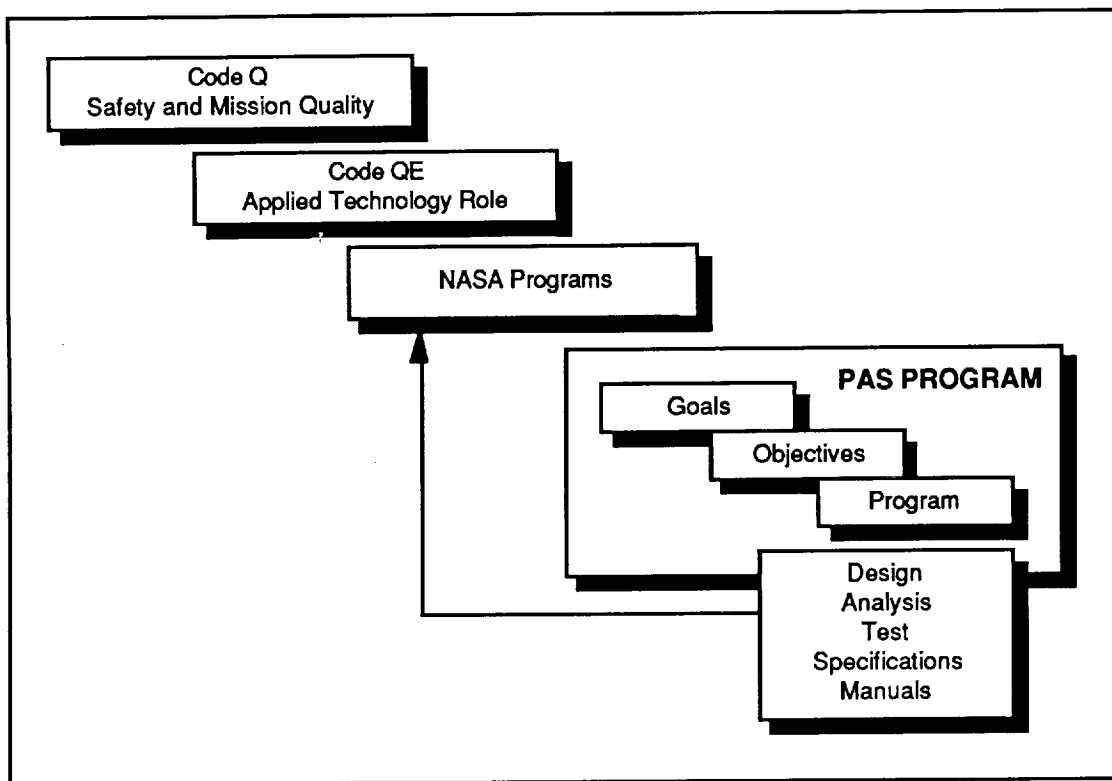 Code Q
Safety and Mission Quality
Code QE
Applied Technology Role
NASA Programs
PAS PROGRAM
Goals
Objectives
Program
Design
Analysis
Test
Specifications
Manuals